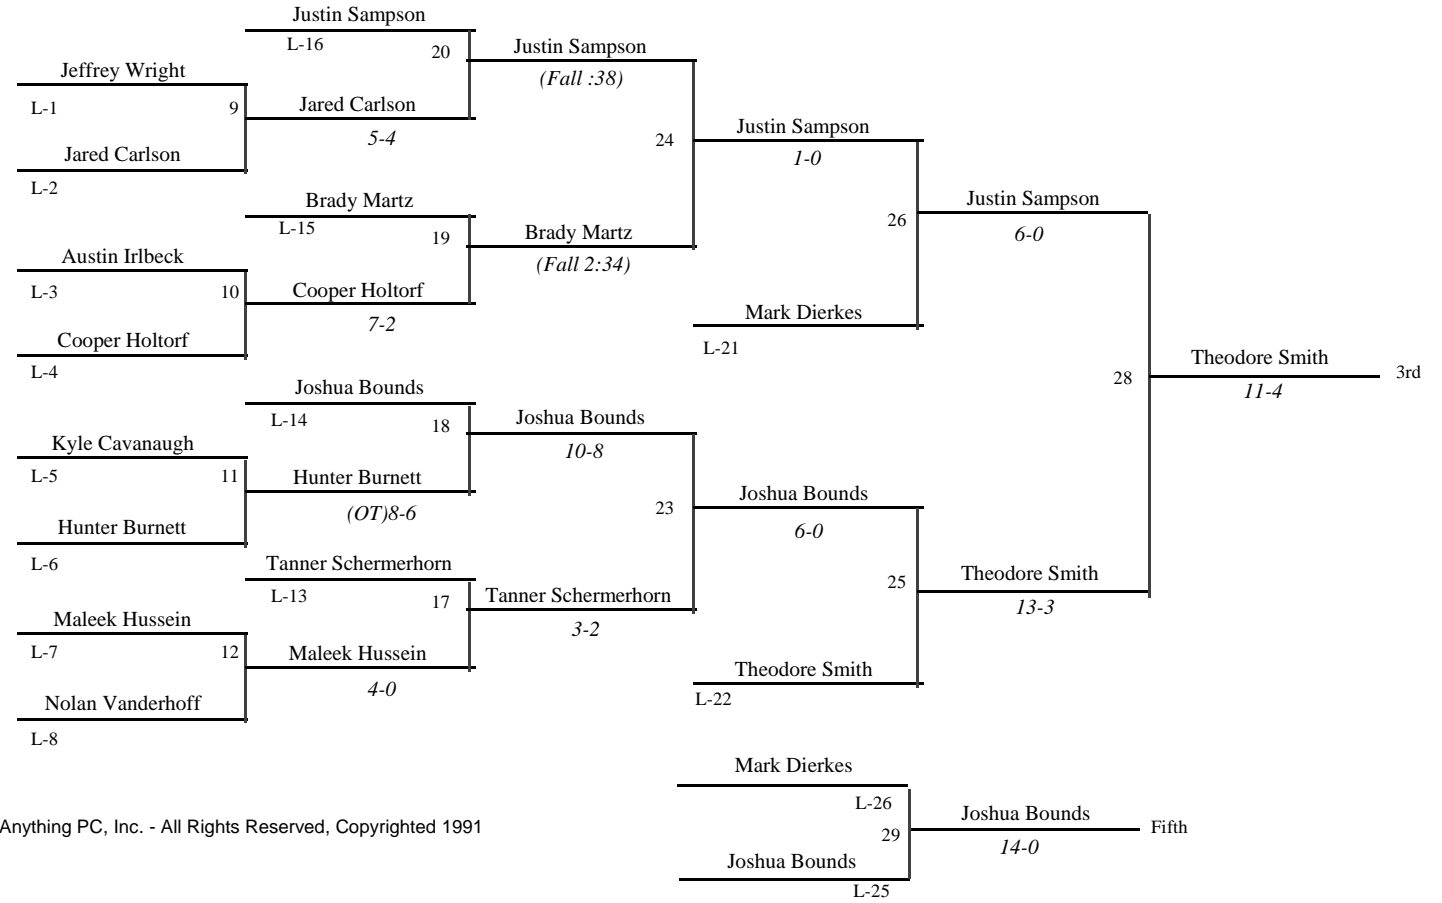 Justin Sampson
L-16
20
Justin Sampson
(Fall :38)
Jeffrey Wright
L-1
9
Jared Carlson
5-4
Jared Carlson
L-2
24
Justin Sampson
1-0
Brady Martz
L-15
19
Brady Martz
(Fall 2:34)
26
Justin Sampson
6-0
Austin Irlbeck
L-3
10
Cooper Holtorf
7-2
Cooper Holtorf
L-4
Mark Dierkes
L-21
28
Theodore Smith
11-4
3rd
Joshua Bounds
L-14
18
Joshua Bounds
10-8
Kyle Cavanaugh
L-5
11
Hunter Burnett
(OT)8-6
Hunter Burnett
L-6
23
Joshua Bounds
6-0
Tanner Schermerhorn
L-13
17
Tanner Schermerhorn
3-2
25
Theodore Smith
13-3
Maleek Hussein
L-7
12
Maleek Hussein
4-0
Nolan Vanderhoff
L-8
Theodore Smith
L-22
Mark Dierkes
L-26
29
Joshua Bounds
14-0
Fifth
Joshua Bounds
L-25
Anything PC, Inc. - All Rights Reserved, Copyrighted 1991